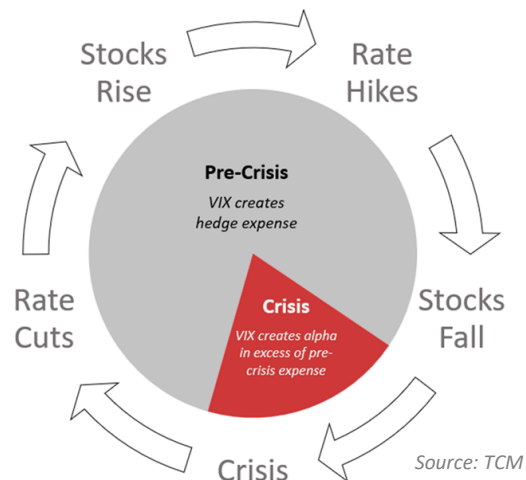 Stocks
Rise
Rate
Hikes
Pre-Crisis
VIX creates
hedge expense
Rate
Cuts
Crisis
VIX creates alpha
in excess of pre-
crisis expense
Stocks
Fall
Crisis
Source: TCM